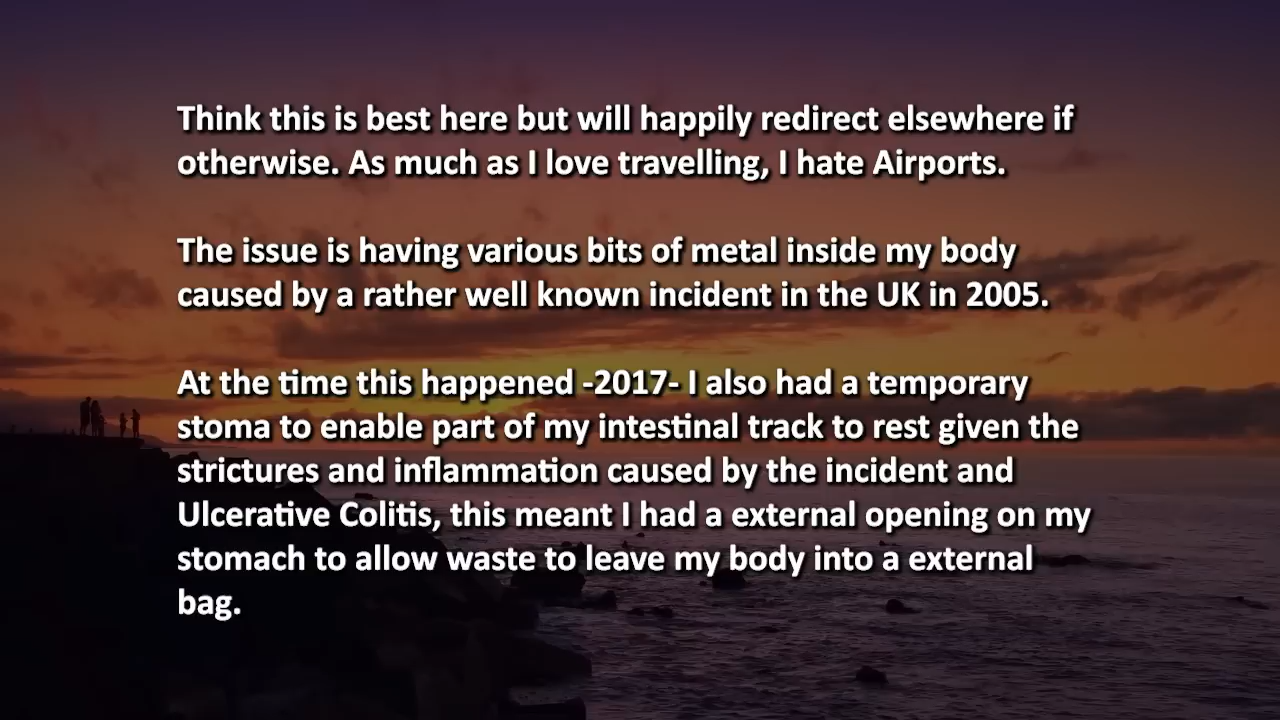 Think this is best here but will happily redirect elsewhere if
otherwise. As much as I love travelling, I hate Airports.
The issue is having various bits of metal inside my body
caused by a rather well known incident in the UK in 2005.
At the time this happened -2017- I also had a temporary
stoma to enable part of my intestinal track to rest given the
strictures and inflammation caused by the incident and
Ulcerative Colitis, this meant I had a external opening on my
stomach to allow waste to leave my body into a external
bag.